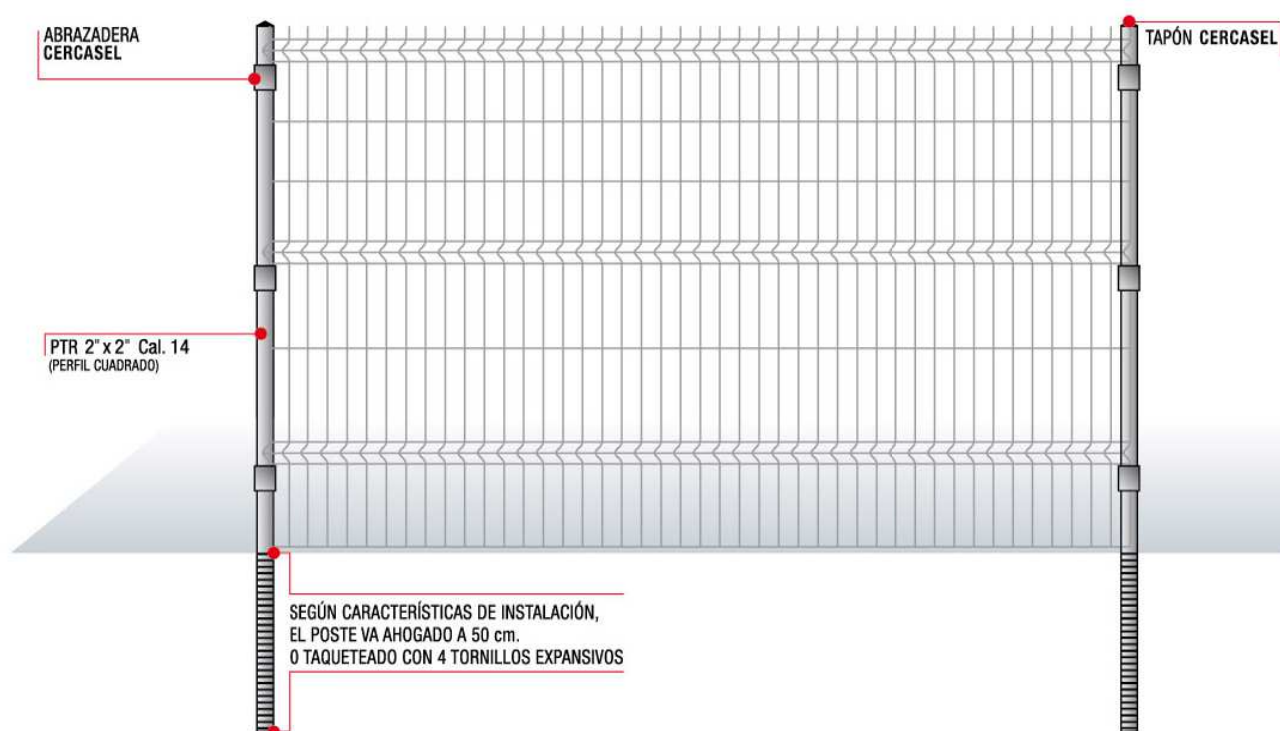 ABRAZADERA
CERCASEL
TAPÓN CERCASEL
PTR 2" x 2" Cal. 14
(PERFIL CUADRADO)
SEGÚN CARACTERÍSTICAS DE INSTALACIÓN,
EL POSTE VA AHOGADO A 50 cm.
O TAQUETEADO CON 4 TORNILLOS EXPANSIVOS